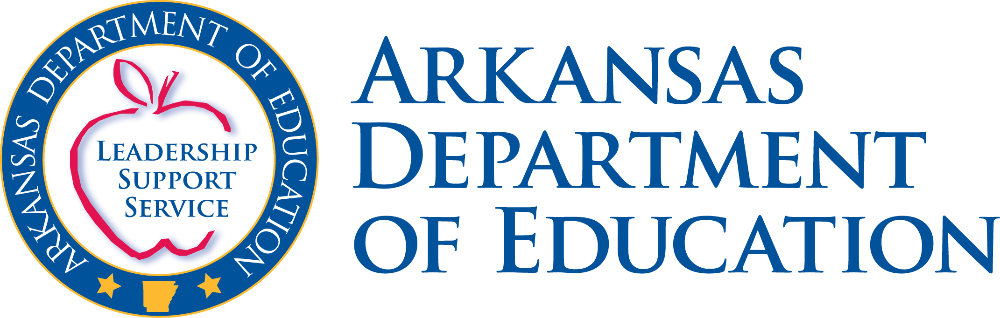 ARKANSAS DEPARTMENT OF EDUCATION
LEADERSHIP
SUPPORT
SERVICE
ARKANSAS
DEPARTMENT
OF EDUCATION